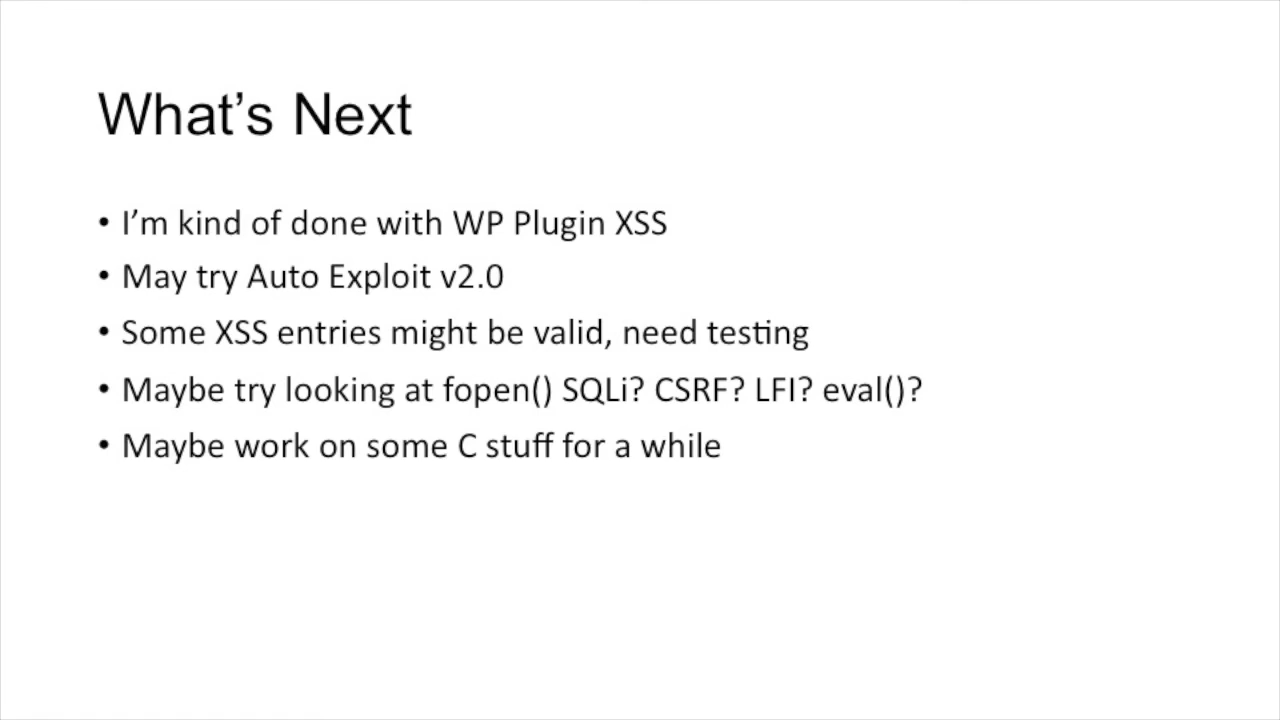 What’s Next
• I’m kind of done with WP Plugin XSS
• May try Auto Exploit v2.0
• Some XSS entries might be valid, need testing
• Maybe try looking at fopen() SQLi? CSRF? LFI? eval()?
• Maybe work on some C stuff for a while